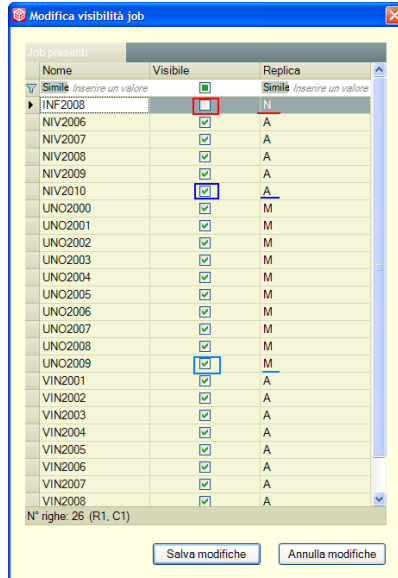 Modifica visibilità job
Job presenti
Nome Visibile Replica
Simile Inserire un valore Simile Inserire un valore
INF2008 N
NIV2006 A
NIV2007 A
NIV2008 A
NIV2009 A
NIV2010 A
UNO2000 M
UNO2001 M
UNO2002 M
UNO2003 M
UNO2004 M
UNO2005 M
UNO2006 M
UNO2007 M
UNO2008 M
UNO2009 M
VIN2001 A
VIN2002 A
VIN2003 A
VIN2004 A
VIN2005 A
VIN2006 A
VIN2007 A
VIN2008 A
N° righe: 26 (R1, C1)
Salva modifiche Annulla modifiche